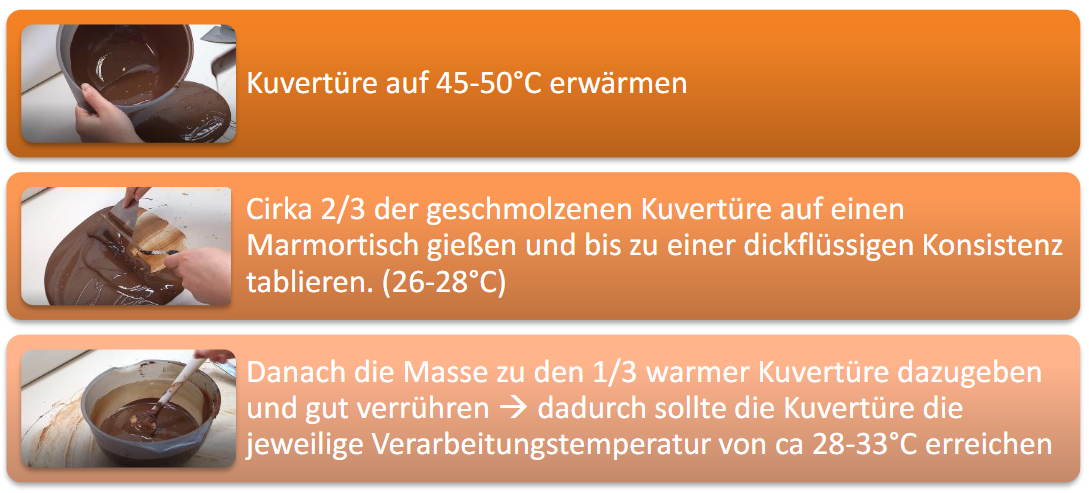 Kuvertüre auf 45-50°C erwärmen
Cirka 2/3 der geschmolzenen Kuvertüre auf einen
Marmortisch gießen und bis zu einer dickflüssigen Konsistenz
tablieren. (26-28°C)
Danach die Masse zu den 1/3 warmer Kuvertüre dazugeben
und gut verrühren → dadurch sollte die Kuvertüre die
jeweilige Verarbeitungstemperatur von ca 28-33°C erreichen